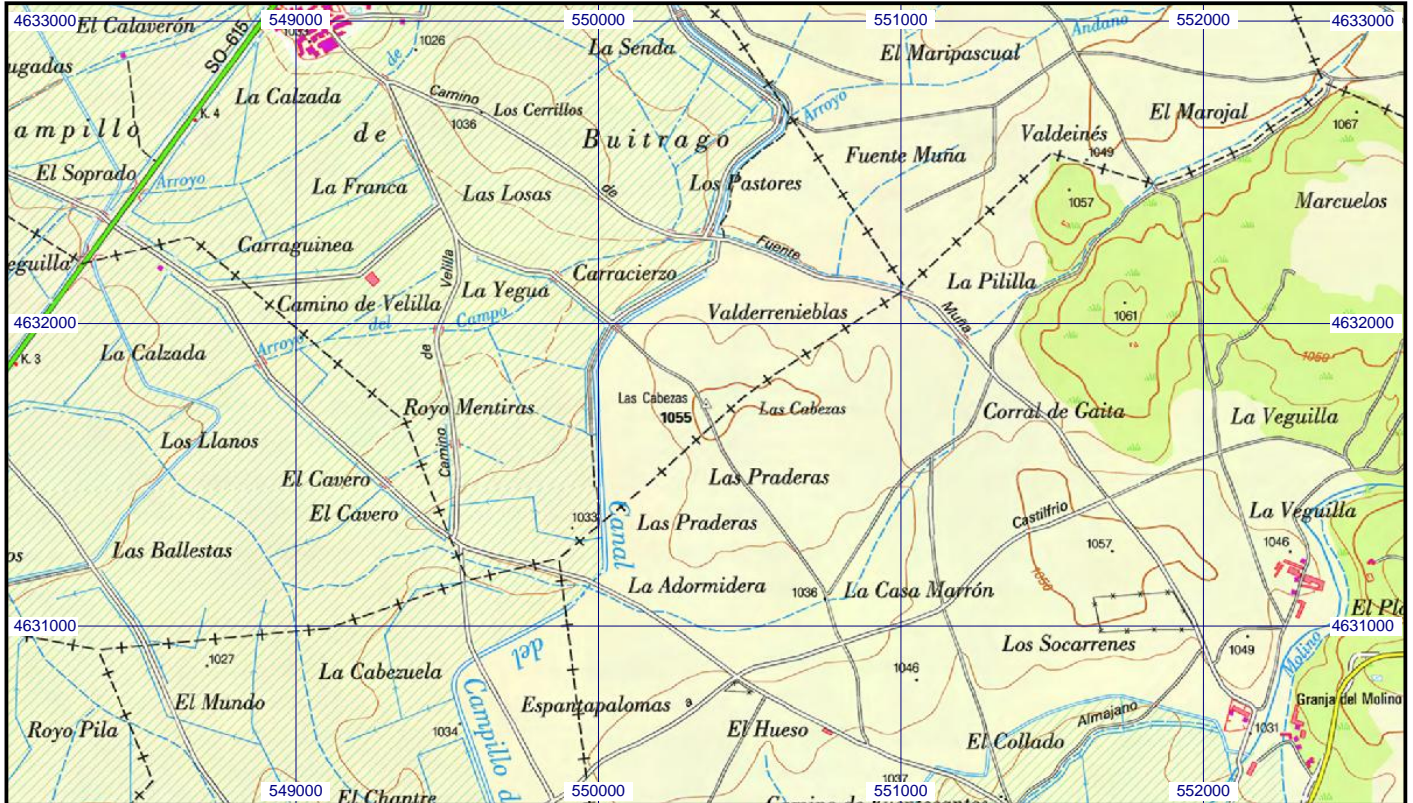 4633000 549000 550000 551000 552000 4633000
El Calaverón
SO-615
1033
1026
de
La Senda
El Maripascual
Andano
ugadas
La Calzada
Camino
Los Cerrillos
Arroyo
El Marojal
K. 4
1036
1067
ampillo
de
Buitrago
Fuente Muña
Valdeinés
1049
El Soprado
Arroyo
La Franca
Las Losas
de
Los Pastores
1057
Marcuelos
Carraguinea
Velilla
Fuente
eguilla
Carracierzo
La Pililla
Camino de Velilla
La Yegua
Valderrenieblas
Muña
1061
del
Campo
4632000
4632000
K. 3
La Calzada
Arroyo
de
1050
Las Cabezas
1055
Las Cabezas
Royo Mentiras
Corral de Gaita
La Veguilla
Los Llanos
Camino
El Cavero
Las Praderas
El Cavero
1033
Canal
Las Praderas
Castilfrio
La Veguilla
os
Las Ballestas
1057
1046
La Adormidera
1036
La Casa Marrón
1050
El Pla
4631000
4631000
1027
del
Los Socarrenes
1049
Molino
La Cabezuela
1046
El Mundo
Campillo d
Espantapalomas
a
Granja del Molino
Royo Pila
1034
El Hueso
Almajano
El Collado
1031
1037
El Chantre
549000 550000 551000 552000